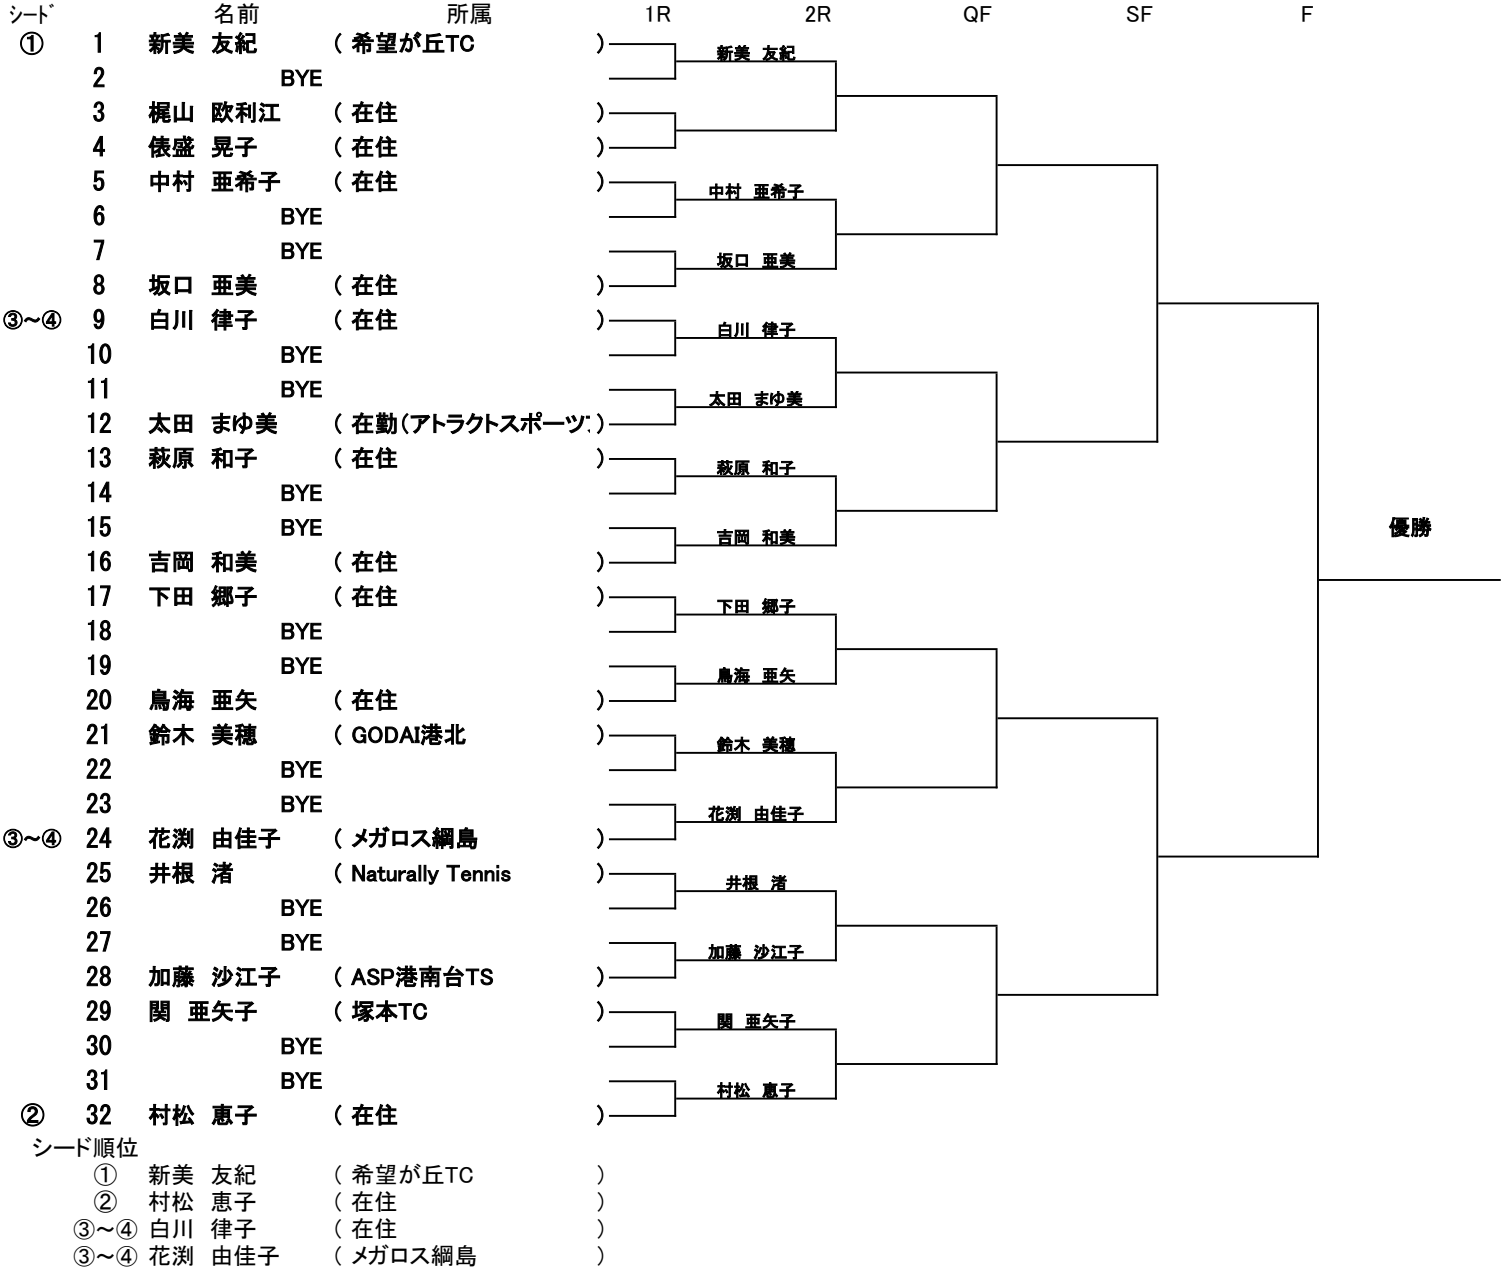 ｼｰﾄﾞ 名前 所属 1R 2R QF SF F
① 1 新美 友紀 ( 希望が丘TC )
新美 友紀
2 BYE
3 梶山 欧利江 ( 在住 )
4 俵盛 晃子 ( 在住 )
5 中村 亜希子 ( 在住 )
中村 亜希子
6 BYE
7 BYE
坂口 亜美
8 坂口 亜美 ( 在住 )
③～④ 9 白川 律子 ( 在住 )
白川 律子
10 BYE
11 BYE
太田 まゆ美
12 太田 まゆ美 ( 在勤(アトラクトスポーツ )
13 萩原 和子 ( 在住 )
萩原 和子
14 BYE
15 BYE
優勝
吉岡 和美
16 吉岡 和美 ( 在住 )
17 下田 郷子 ( 在住 )
下田 郷子
18 BYE
19 BYE
鳥海 亜矢
20 鳥海 亜矢 ( 在住 )
21 鈴木 美穂 ( GODAI港北 )
鈴木 美穂
22 BYE
23 BYE
花渕 由佳子
③～④ 24 花渕 由佳子 ( メガロス綱島 )
25 井根 渚 ( Naturally Tennis )
井根 渚
26 BYE
27 BYE
加藤 沙江子
28 加藤 沙江子 ( ASP港南台TS )
29 関 亜矢子 ( 塚本TC )
関 亜矢子
30 BYE
31 BYE
村松 恵子
② 32 村松 恵子 ( 在住 )
シード順位
① 新美 友紀 ( 希望が丘TC )
② 村松 恵子 ( 在住 )
③～④ 白川 律子 ( 在住 )
③～④ 花渕 由佳子 ( メガロス綱島 )